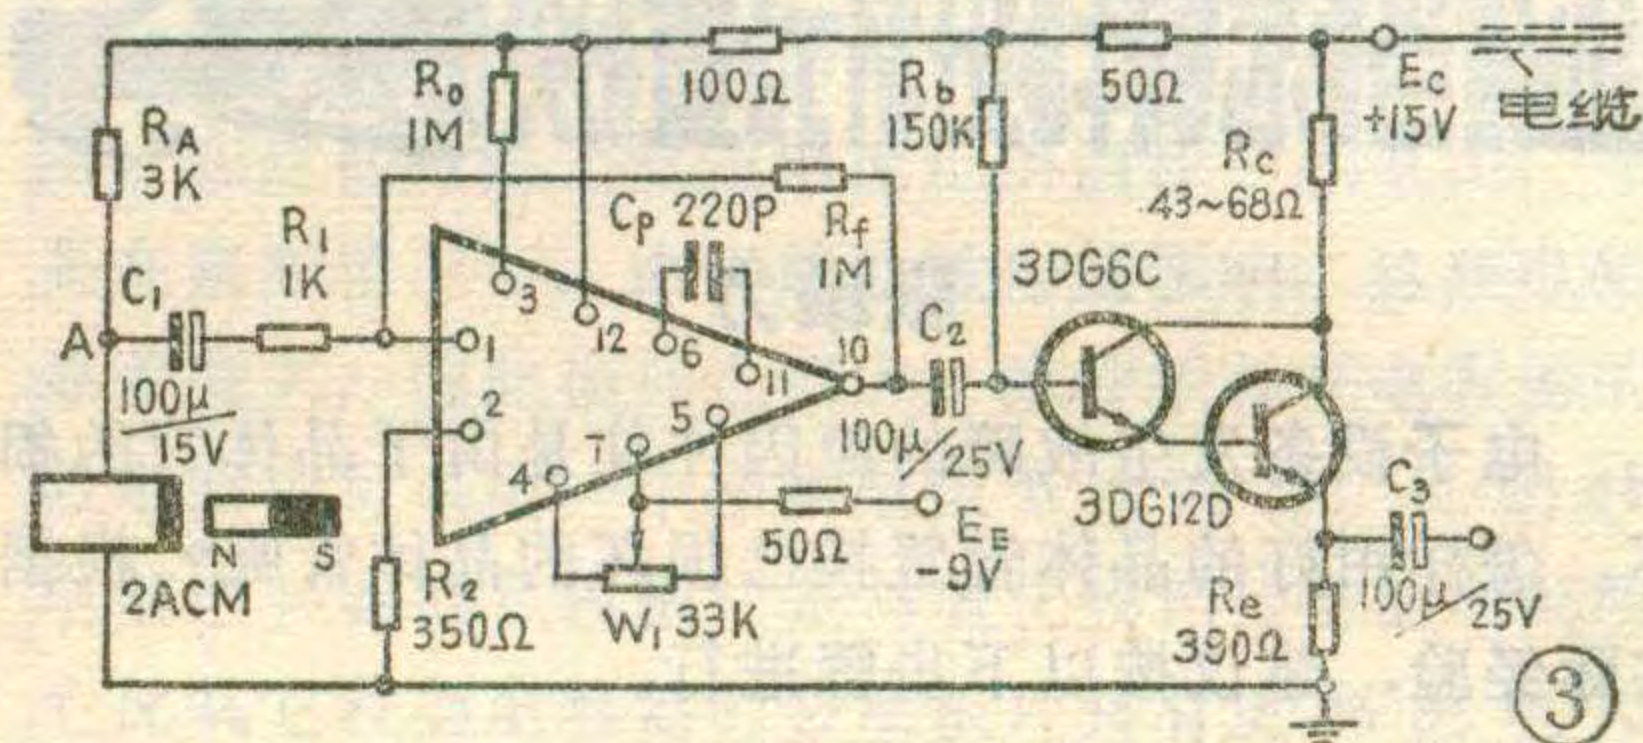 R₀
1M
100Ω
R_b
150K
50Ω
E_C
+15V
电缆
R_A
3K
R_C
43~68Ω
C_P 220P
R_f
1M
R₁
1K
C₁
100μ/15V
A
3DG6C
C₂
100μ/25V
1
2
3
12
6
11
10
5
7
4
3DG12D
C₃
100μ/25V
N
S
2ACM
R₂
350Ω
W₁ 33K
50Ω
E_E
-9V
R_e
390Ω
③